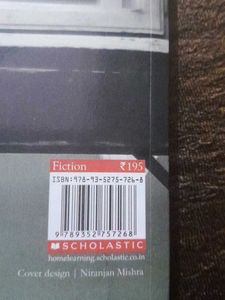 Fiction ₹195
ISBN:978-93-5275-726-8
9 789352 757268
SCHOLASTIC
homelearning.scholastic.co.in
Cover design | Niranjan Mishra